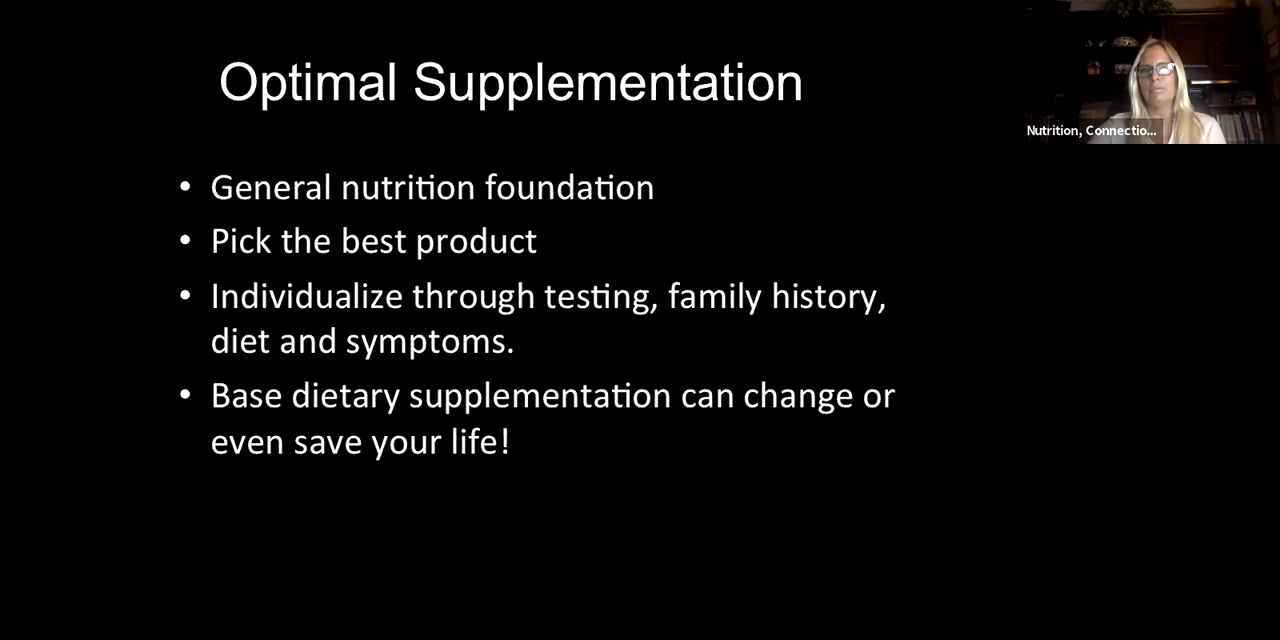 Optimal Supplementation
Nutrition, Connectio...
• General nutrition foundation
• Pick the best product
• Individualize through testing, family history,
diet and symptoms.
• Base dietary supplementation can change or
even save your life!